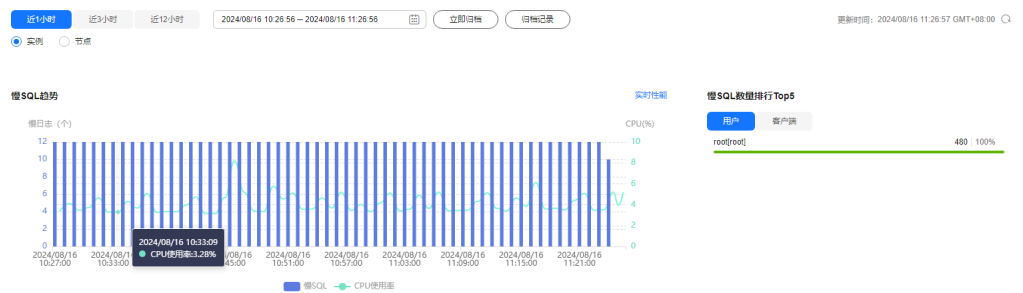 近1小时 近3小时 近12小时 2024/08/16 10:26:56 — 2024/08/16 11:26:56 立即归档 归档记录 更新时间：2024/08/16 11:26:57 GMT+08:00
实例 节点
慢SQL趋势 实时性能
慢日志（个） CPU(%)
12 10
10 8
8 6
6
4 4
2 2
0 0
2024/08/16 10:27:00
2024/08/16 10:33:00
2024/08/16 10:33:09
CPU使用率:3.28%
:45:00
2024/08/16 10:51:00
2024/08/16 10:57:00
2024/08/16 11:03:00
2024/08/16 11:09:00
2024/08/16 11:15:00
2024/08/16 11:21:00
慢SQL CPU使用率
慢SQL数量排行Top5
用户 客户端
root[root] 480 100%